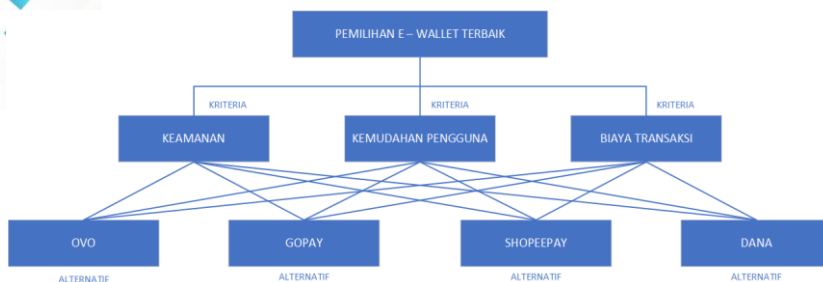 PEMILIHAN E – WALLET TERBAIK
KRITERIA
KRITERIA
KRITERIA
KEAMANAN
KEMUDAHAN PENGGUNA
BIAYA TRANSAKSI
OVO
GOPAY
SHOPEEPAY
DANA
ALTERNATIF
ALTERNATIF
ALTERNATIF
ALTERNATIF